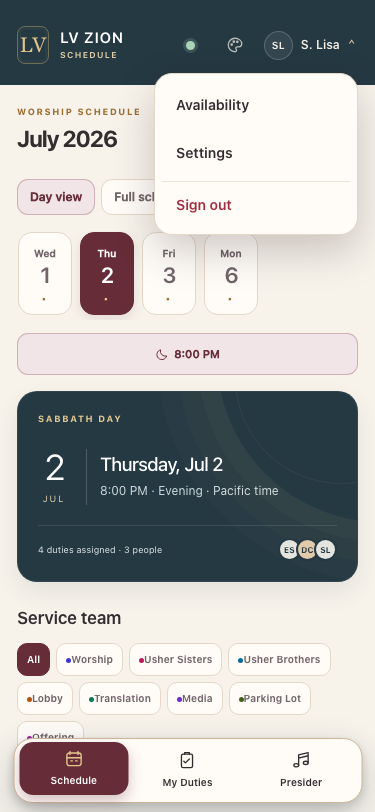 LV
LV ZION
SCHEDULE
SL
S. Lisa
Availability
Settings
Sign out
WORSHIP SCHEDULE
July 2026
Day view
Full sch
Wed
1
Thu
2
Fri
3
Mon
6
8:00 PM
SABBATH DAY
2
JUL
Thursday, Jul 2
8:00 PM · Evening · Pacific time
4 duties assigned · 3 people
ES
DC
SL
Service team
All
Worship
Usher Sisters
Usher Brothers
Lobby
Translation
Media
Parking Lot
Offering
Schedule
My Duties
Presider